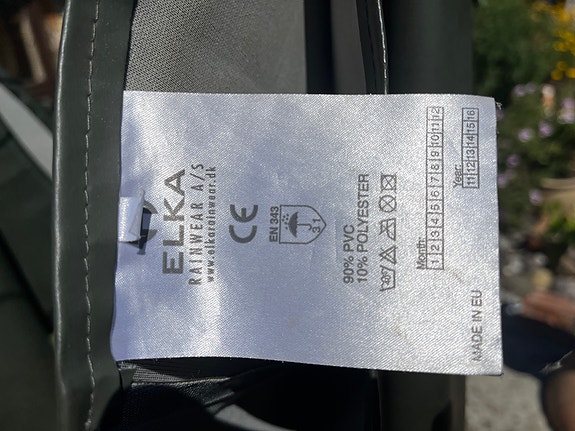 ELKA
RAINWEAR A/S
www.elkarainwear.dk
CE
EN 343
3
1
90% PVC
10% POLYESTER
40°
Month:
1 2 3 4 5 6 7 8 9 10 11 12
Year:
11 12 13 14 15 16
MADE IN EU